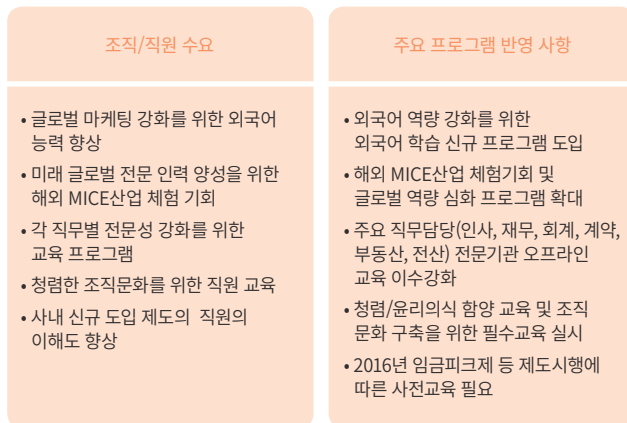 조직/직원 수요
• 글로벌 마케팅 강화를 위한 외국어
능력 향상
• 미래 글로벌 전문 인력 양성을 위한
해외 MICE산업 체험 기회
• 각 직무별 전문성 강화를 위한
교육 프로그램
• 청렴한 조직문화를 위한 직원 교육
• 사내 신규 도입 제도의 직원의
이해도 향상
주요 프로그램 반영 사항
• 외국어 역량 강화를 위한
외국어 학습 신규 프로그램 도입
• 해외 MICE산업 체험기회 및
글로벌 역량 심화 프로그램 확대
• 주요 직무담당(인사, 재무, 회계, 계약,
부동산, 전산) 전문기관 오프라인
교육 이수강화
• 청렴/윤리의식 함양 교육 및 조직
문화 구축을 위한 필수교육 실시
• 2016년 임금피크제 등 제도시행에
따른 사전교육 필요